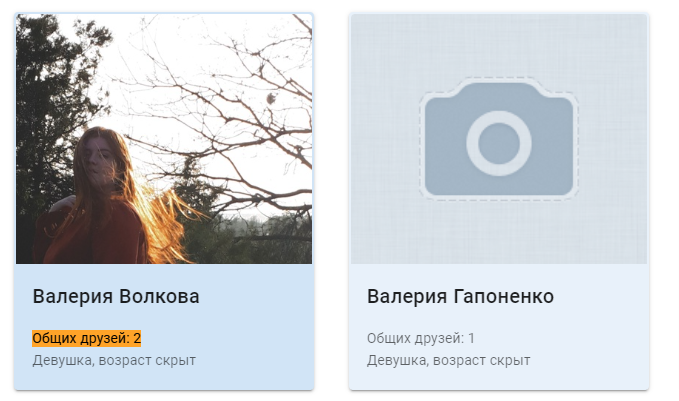 Валерия Волкова
Общих друзей: 2
Девушка, возраст скрыт
Валерия Гапоненко
Общих друзей: 1
Девушка, возраст скрыт